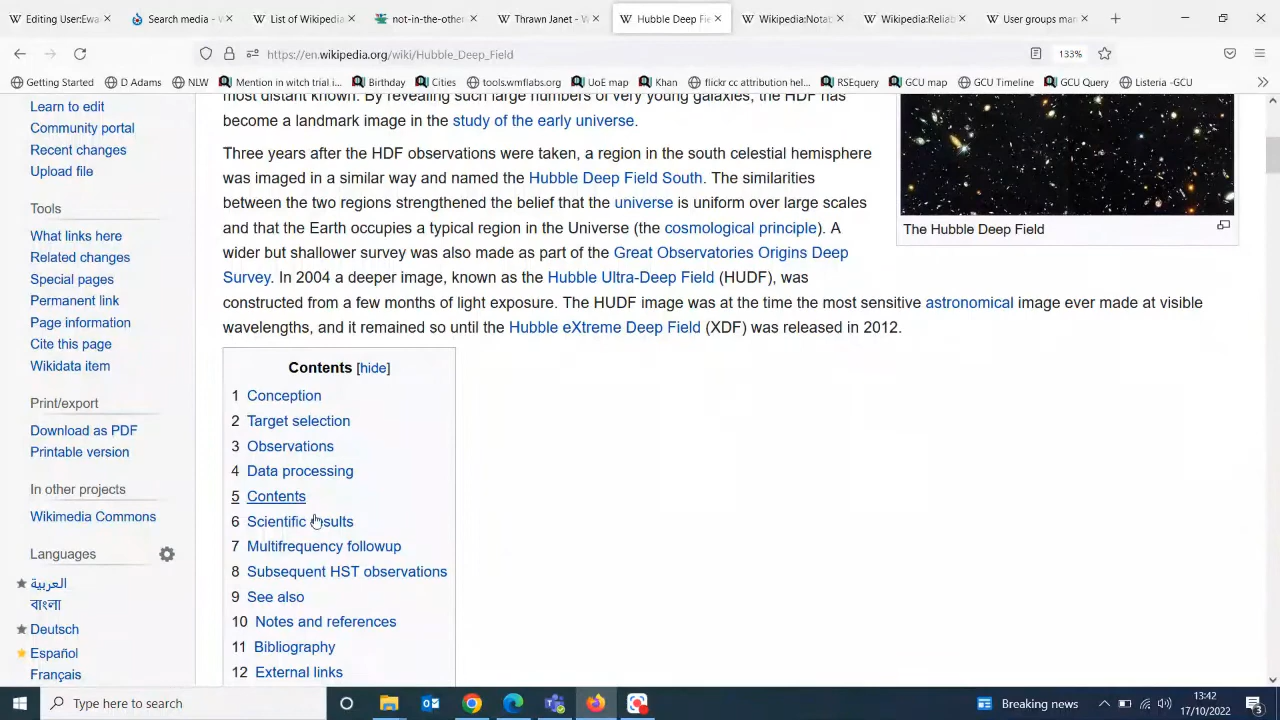 Editing User:Ewa
Search media - W
List of Wikipedia
not-in-the-other
Thrawn Janet - W
Hubble Deep Fie
Wikipedia:Notab
Wikipedia:Reliab
User groups man
https://en.wikipedia.org/wiki/Hubble_Deep_Field
133%
Getting Started
D Adams
NLW
Mention in witch trial i...
Birthday
Cities
tools.wmflabs.org
UoE map
Khan
flickr cc attribution hel...
RSEquery
GCU map
GCU Timeline
GCU Query
Listeria -GCU
Learn to edit
Community portal
Recent changes
Upload file
Tools
What links here
Related changes
Special pages
Permanent link
Page information
Cite this page
Wikidata item
Print/export
Download as PDF
Printable version
In other projects
Wikimedia Commons
Languages
العربية
বাংলা
Deutsch
Español
Français
most distant known. By revealing such large numbers of very young galaxies, the HDF has
become a landmark image in the study of the early universe.
Three years after the HDF observations were taken, a region in the south celestial hemisphere
was imaged in a similar way and named the Hubble Deep Field South. The similarities
between the two regions strengthened the belief that the universe is uniform over large scales
and that the Earth occupies a typical region in the Universe (the cosmological principle). A
wider but shallower survey was also made as part of the Great Observatories Origins Deep
Survey. In 2004 a deeper image, known as the Hubble Ultra-Deep Field (HUDF), was
constructed from a few months of light exposure. The HUDF image was at the time the most sensitive astronomical image ever made at visible
wavelengths, and it remained so until the Hubble eXtreme Deep Field (XDF) was released in 2012.
The Hubble Deep Field
Contents [hide]
1 Conception
2 Target selection
3 Observations
4 Data processing
5 Contents
6 Scientific results
7 Multifrequency followup
8 Subsequent HST observations
9 See also
10 Notes and references
11 Bibliography
12 External links
Type here to search
Breaking news
13:42
17/10/2022
3